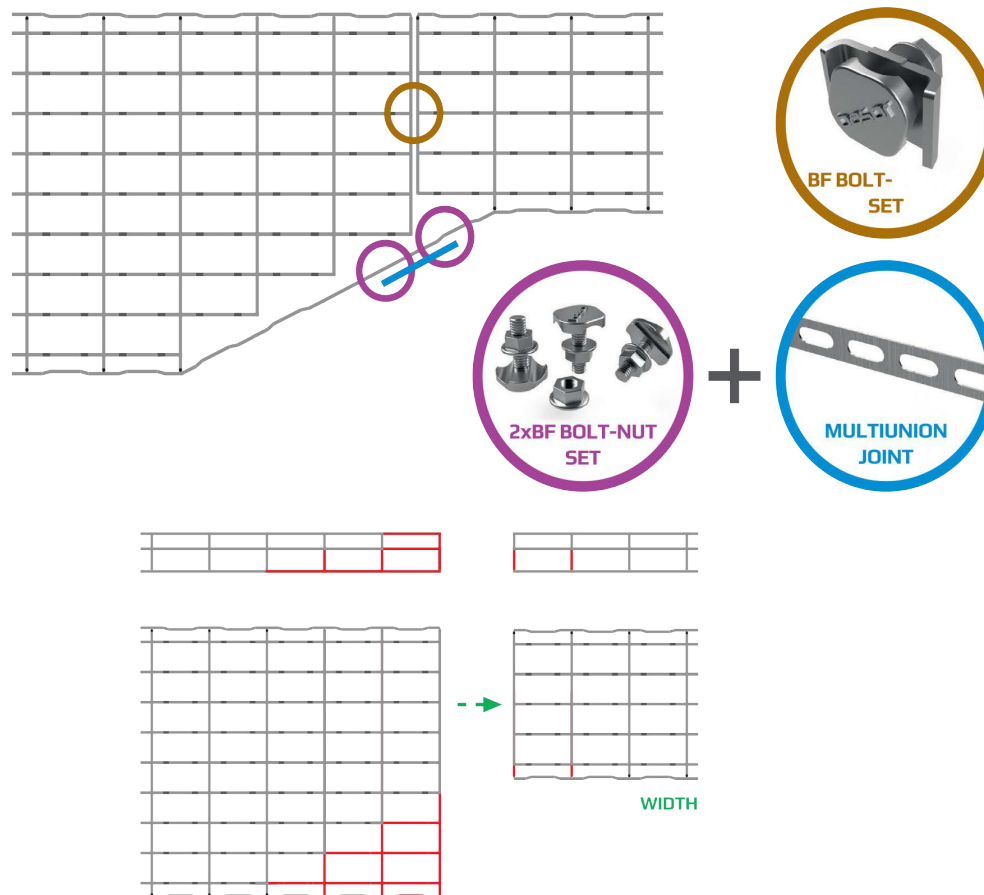 BF BOLT-
SET
2xBF BOLT-NUT
SET
MULTIUNION
JOINT
WIDTH